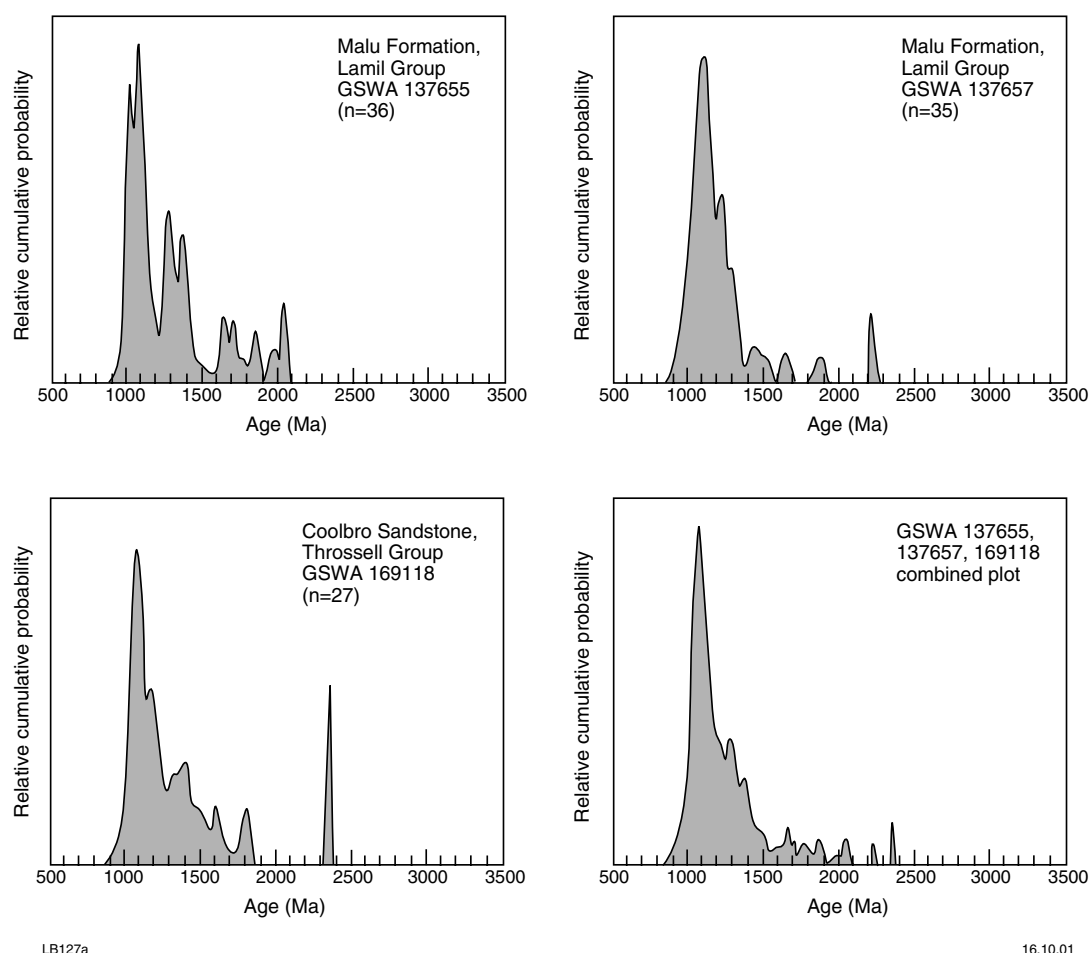 Malu Formation,
Lamil Group
GSWA 137655
(n=36)
Relative cumulative probability
500 1000 1500 2000 2500 3000 3500
Age (Ma)
Malu Formation,
Lamil Group
GSWA 137657
(n=35)
Relative cumulative probability
500 1000 1500 2000 2500 3000 3500
Age (Ma)
Coolbro Sandstone,
Throssell Group
GSWA 169118
(n=27)
Relative cumulative probability
500 1000 1500 2000 2500 3000 3500
Age (Ma)
GSWA 137655,
137657, 169118
combined plot
Relative cumulative probability
500 1000 1500 2000 2500 3000 3500
Age (Ma)
LB127a
16.10.01